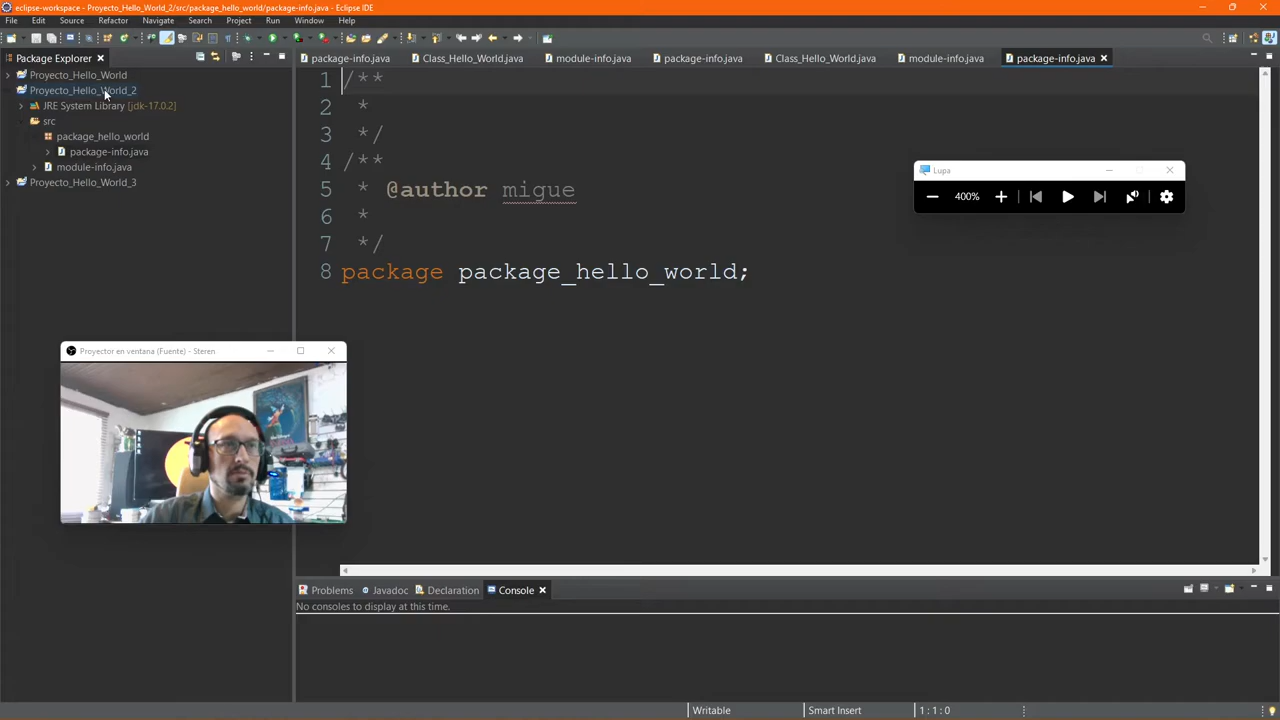 eclipse-workspace - Proyecto_Hello_World_2/src/package_hello_world/package-info.java - Eclipse IDE
File Edit Source Refactor Navigate Search Project Run Window Help
Package Explorer
package-info.java Class_Hello_World.java module-info.java package-info.java Class_Hello_World.java module-info.java package-info.java
Proyecto_Hello_World
Proyecto_Hello_World_2
JRE System Library [jdk-17.0.2]
src
package_hello_world
package-info.java
module-info.java
Proyecto_Hello_World_3
1 /**
2 *
3 */
4 /**
5 * @author migue
6 *
7 */
8 package package_hello_world;
Lupa
400%
Proyector en ventana (Fuente) - Steren
Problems Javadoc Declaration Console
No consoles to display at this time.
Writable Smart Insert 1 : 1 : 0